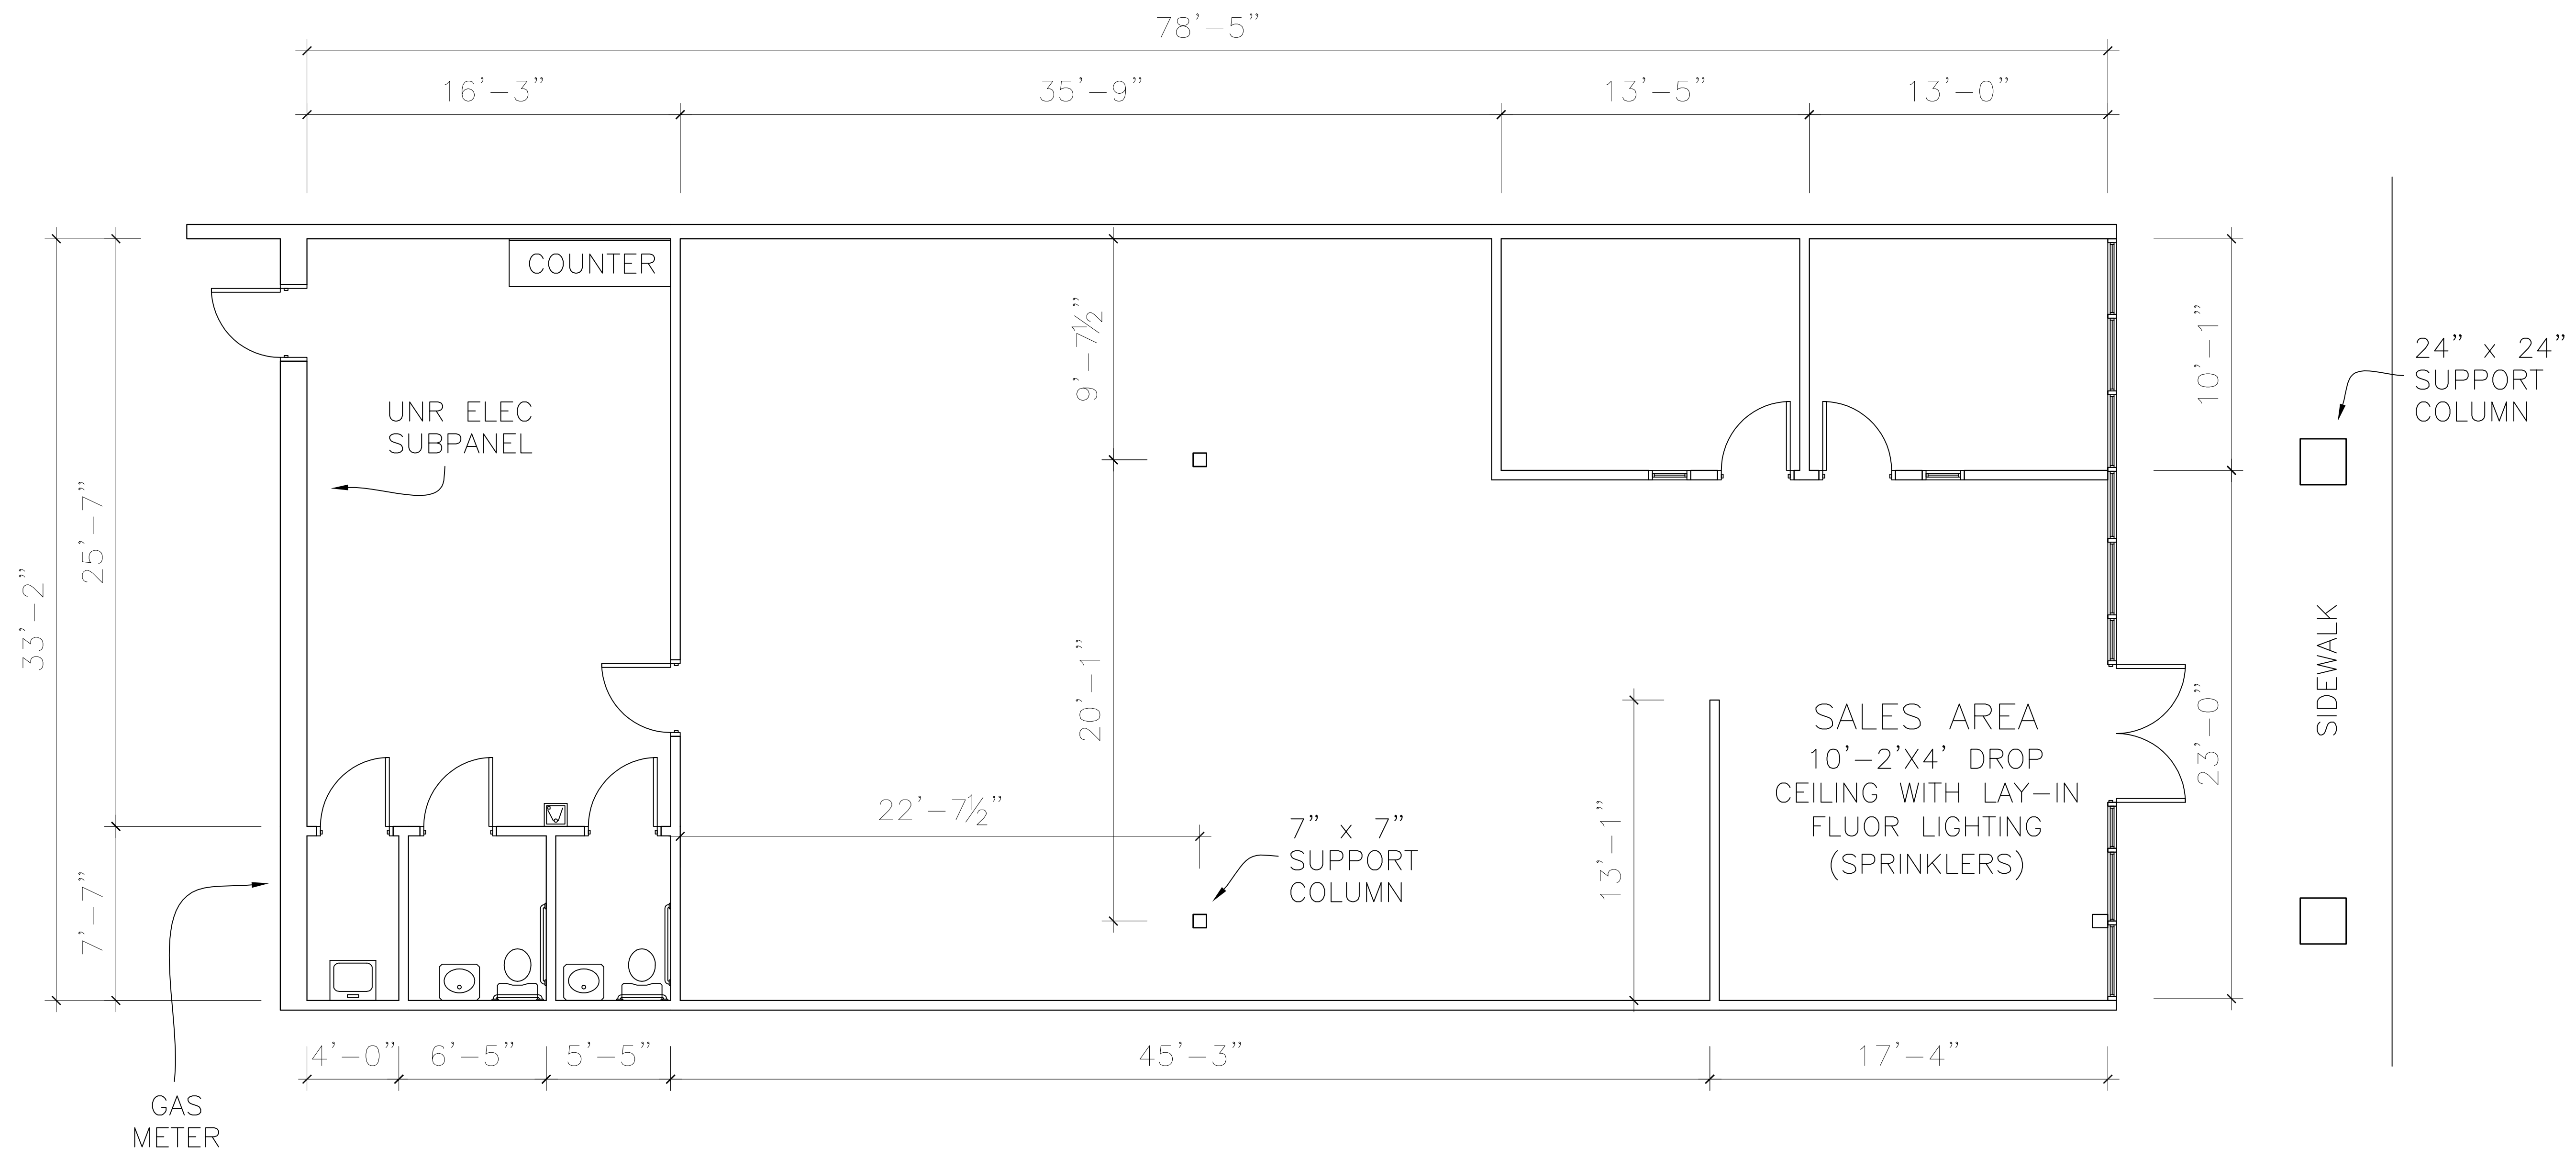 78'-5"
16'-3"
35'-9"
13'-5"
13'-0"
COUNTER
9'-7½"
10'-1"
24" x 24"
SUPPORT
COLUMN
UNR ELEC
SUBPANEL
25'-7"
33'-2"
20'-1"
SIDEWALK
SALES AREA
10'-2'X4' DROP
CEILING WITH LAY-IN
FLUOR LIGHTING
(SPRINKLERS)
23'-0"
22'-7½"
7" x 7"
SUPPORT
COLUMN
13'-1"
7'-7"
4'-0"
6'-5"
5'-5"
45'-3"
17'-4"
GAS
METER